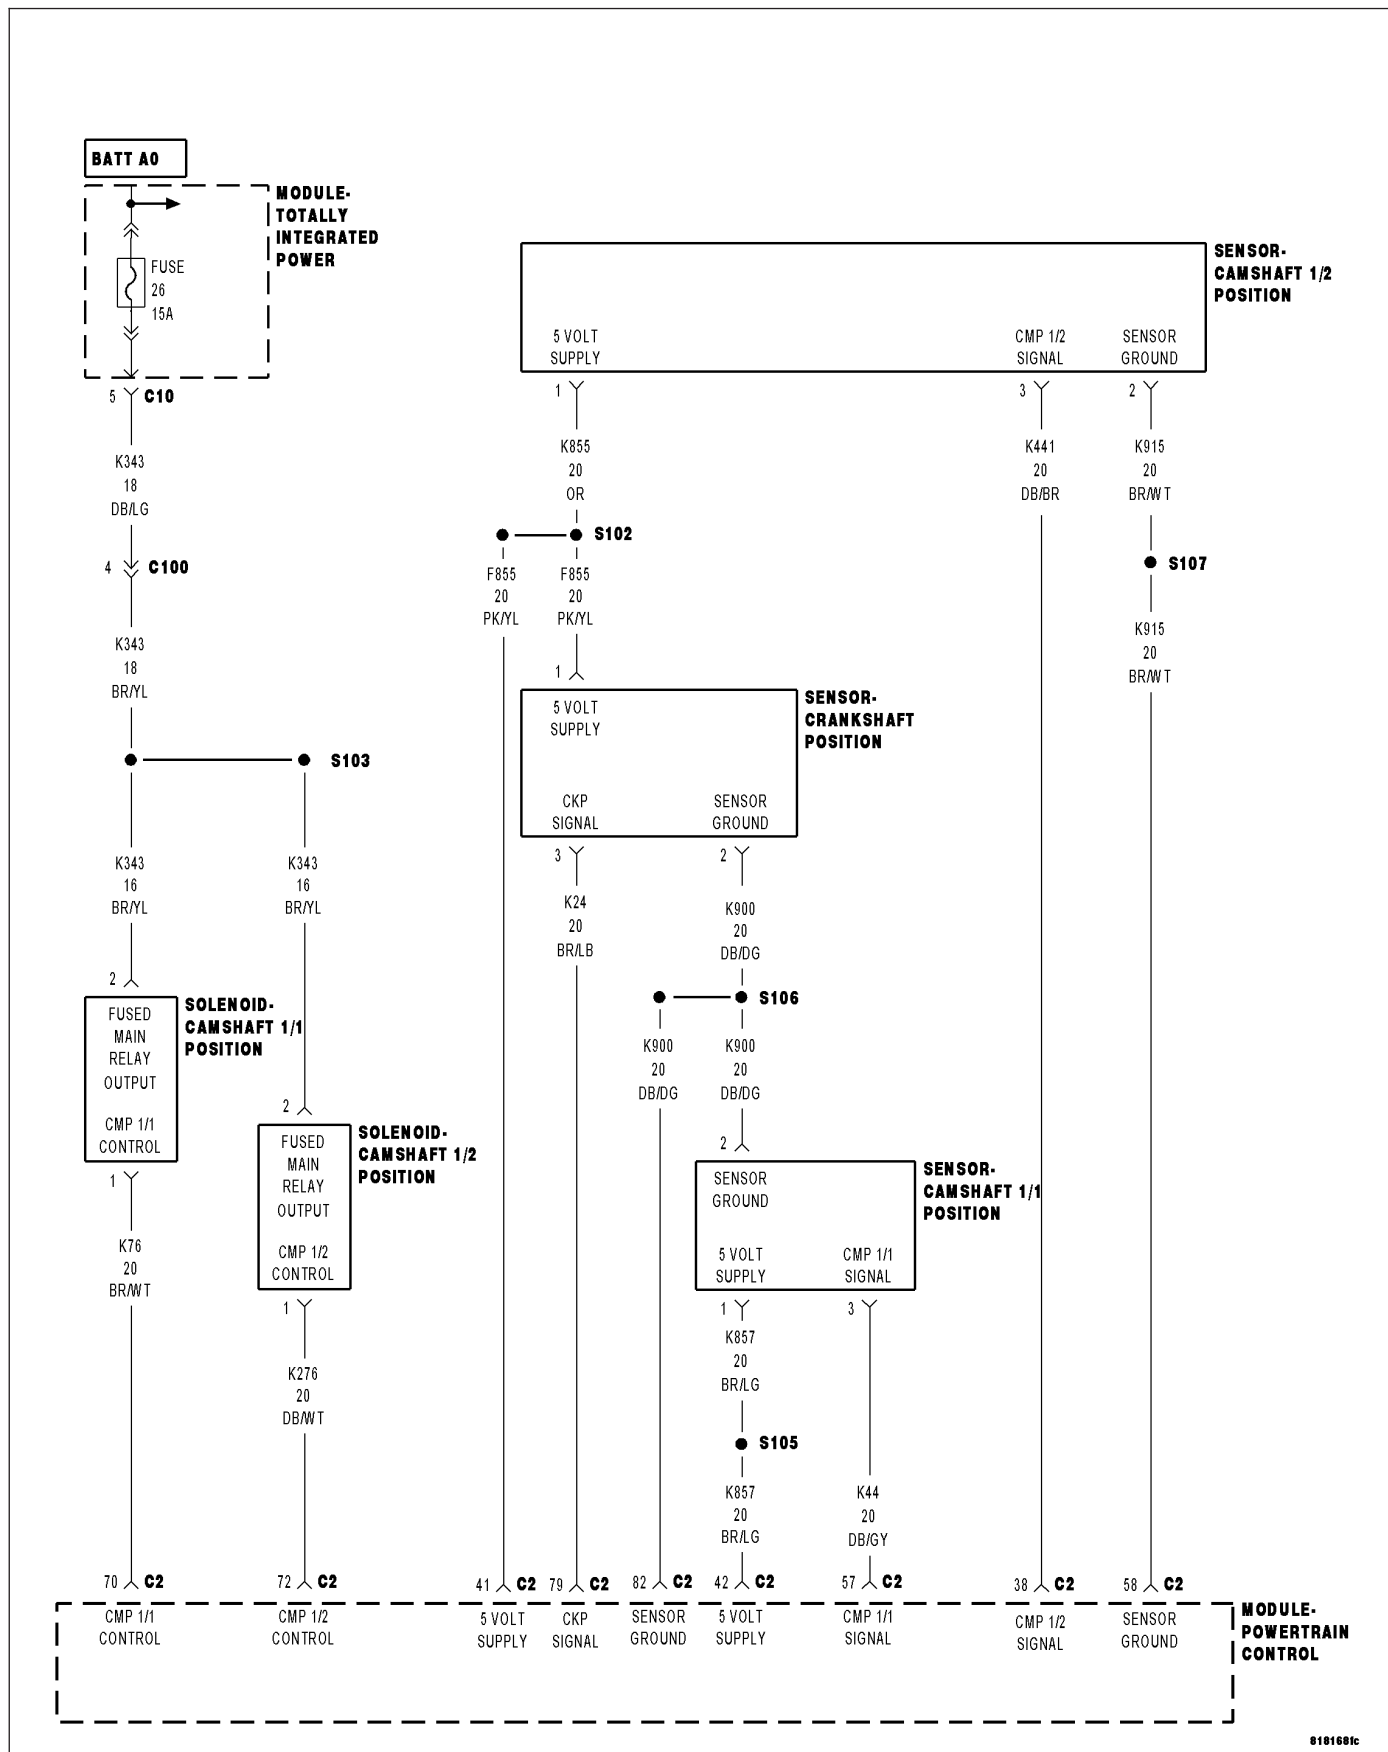 BATT A0
MODULE-
TOTALLY
INTEGRATED
POWER
FUSE
26
15A
5
C10
K343
18
DB/LG
4
C100
K343
18
BR/YL
S103
K343
16
BR/YL
K343
16
BR/YL
2
SOLENOID-
CAMSHAFT 1/1
POSITION
FUSED
MAIN
RELAY
OUTPUT
CMP 1/1
CONTROL
1
K76
20
BR/WT
2
SOLENOID-
CAMSHAFT 1/2
POSITION
FUSED
MAIN
RELAY
OUTPUT
CMP 1/2
CONTROL
1
K276
20
DB/WT
SENSOR-
CAMSHAFT 1/2
POSITION
5 VOLT
SUPPLY
CMP 1/2
SIGNAL
SENSOR
GROUND
1
3
2
K855
20
OR
K441
20
DB/BR
K915
20
BR/WT
S102
S107
F855
20
PK/YL
F855
20
PK/YL
K915
20
BR/WT
1
SENSOR-
CRANKSHAFT
POSITION
5 VOLT
SUPPLY
CKP
SIGNAL
SENSOR
GROUND
3
2
K24
20
BR/LB
K900
20
DB/DG
S106
K900
20
DB/DG
K900
20
DB/DG
2
SENSOR-
CAMSHAFT 1/1
POSITION
SENSOR
GROUND
5 VOLT
SUPPLY
CMP 1/1
SIGNAL
1
3
K857
20
BR/LG
S105
K857
20
BR/LG
K44
20
DB/GY
70 C2
72 C2
41 C2
79 C2
82 C2
42 C2
57 C2
38 C2
58 C2
CMP 1/1
CONTROL
CMP 1/2
CONTROL
5 VOLT
SUPPLY
CKP
SIGNAL
SENSOR
GROUND
5 VOLT
SUPPLY
CMP 1/1
SIGNAL
CMP 1/2
SIGNAL
SENSOR
GROUND
MODULE-
POWERTRAIN
CONTROL
818168fc